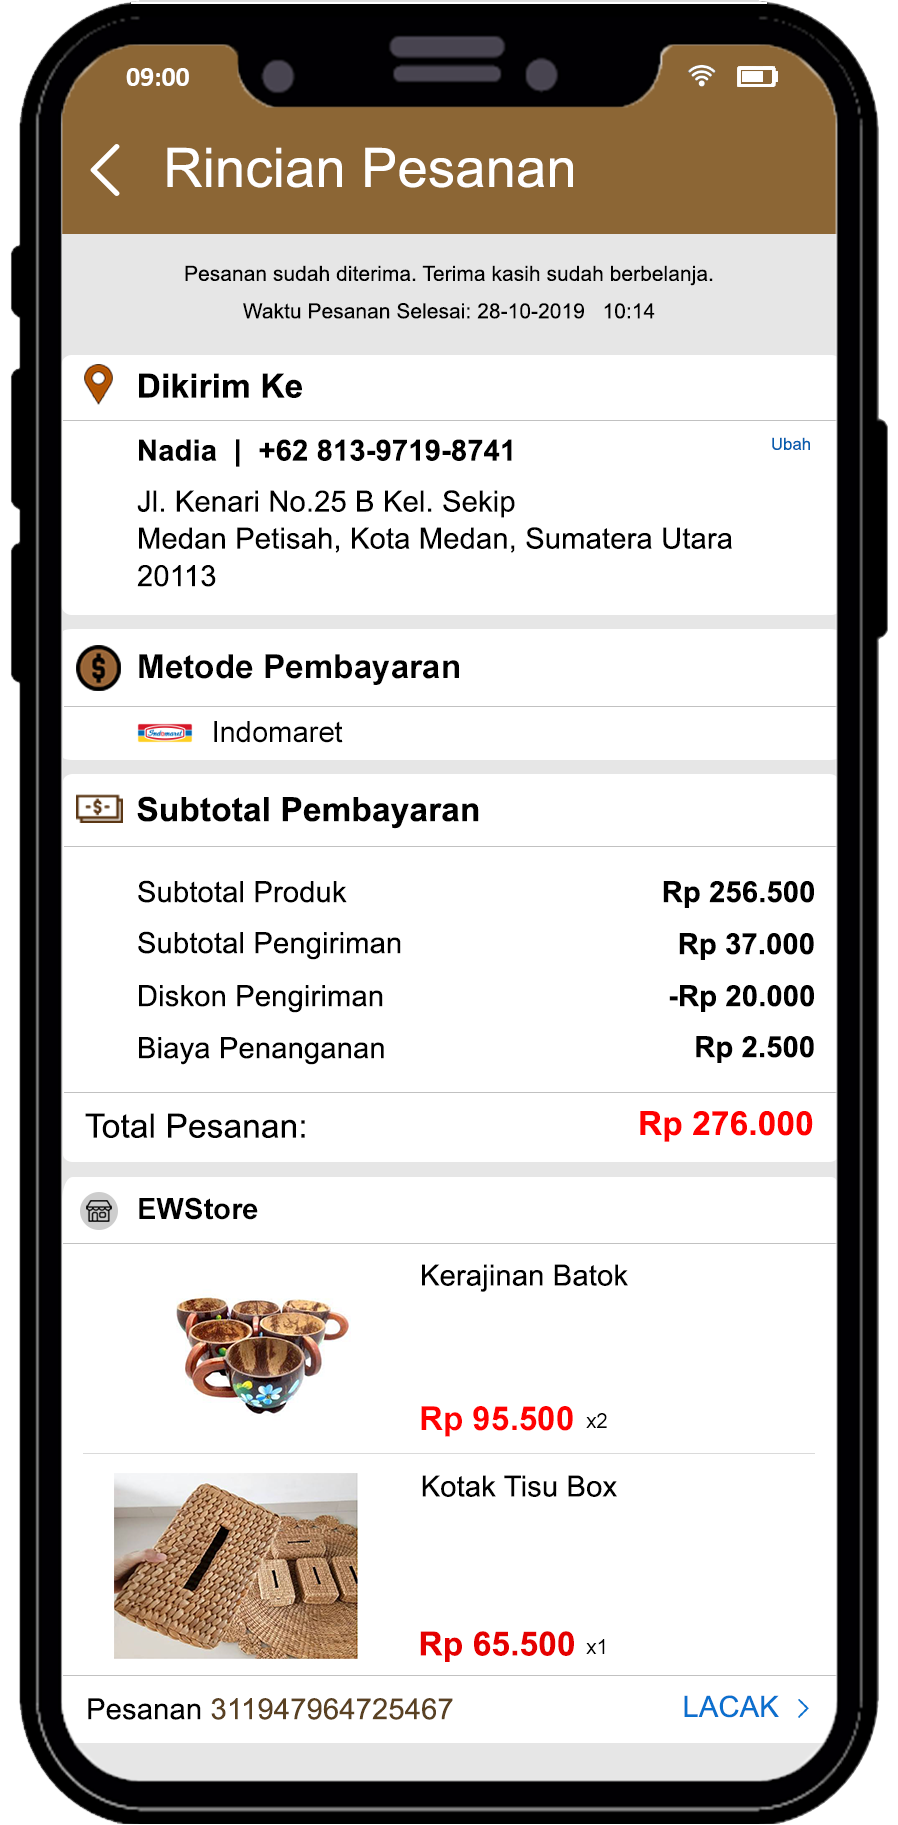 09:00
Rincian Pesanan
Pesanan sudah diterima. Terima kasih sudah berbelanja.
Waktu Pesanan Selesai: 28-10-2019 10:14
Dikirim Ke
Nadia | +62 813-9719-8741 Ubah
Jl. Kenari No.25 B Kel. Sekip
Medan Petisah, Kota Medan, Sumatera Utara
20113
Metode Pembayaran
Indomaret Indomaret
Subtotal Pembayaran
Subtotal Produk Rp 256.500
Subtotal Pengiriman Rp 37.000
Diskon Pengiriman -Rp 20.000
Biaya Penanganan Rp 2.500
Total Pesanan: Rp 276.000
EWStore
Kerajinan Batok
Rp 95.500 x2
Kotak Tisu Box
Rp 65.500 x1
Pesanan 311947964725467 LACAK >